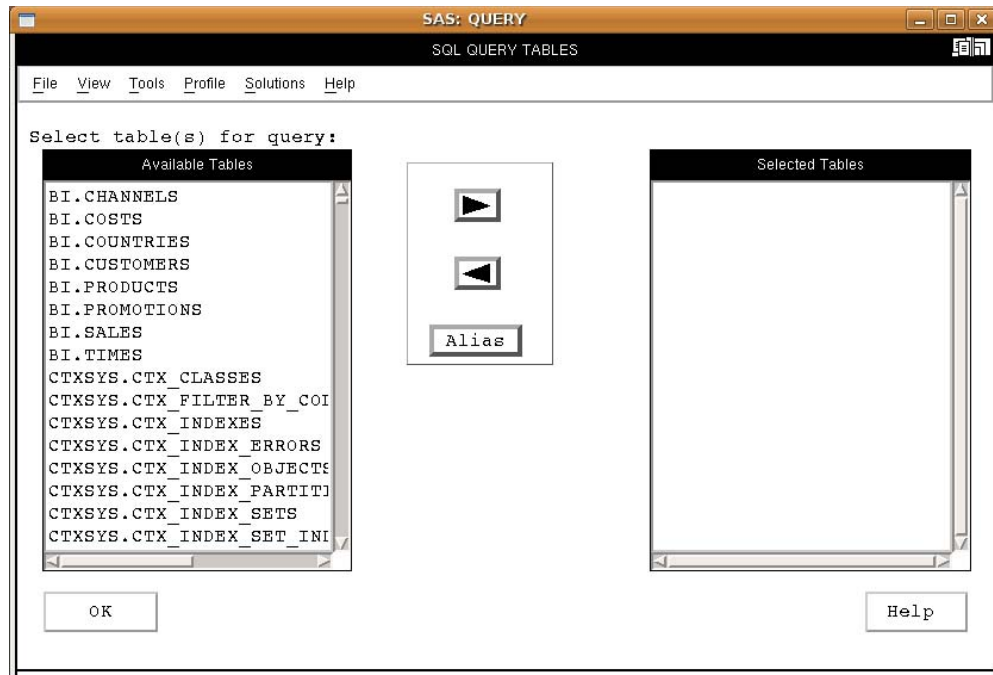 SAS: QUERY
SQL QUERY TABLES
File View Tools Profile Solutions Help
Select table(s) for query:
Available Tables
BI.CHANNELS
BI.COSTS
BI.COUNTRIES
BI.CUSTOMERS
BI.PRODUCTS
BI.PROMOTIONS
BI.SALES
BI.TIMES
CTXSYS.CTX_CLASSES
CTXSYS.CTX_FILTER_BY_COL
CTXSYS.CTX_INDEXES
CTXSYS.CTX_INDEX_ERRORS
CTXSYS.CTX_INDEX_OBJECTS
CTXSYS.CTX_INDEX_PARTITI
CTXSYS.CTX_INDEX_SETS
CTXSYS.CTX_INDEX_SET_IND
Alias
Selected Tables
OK
Help